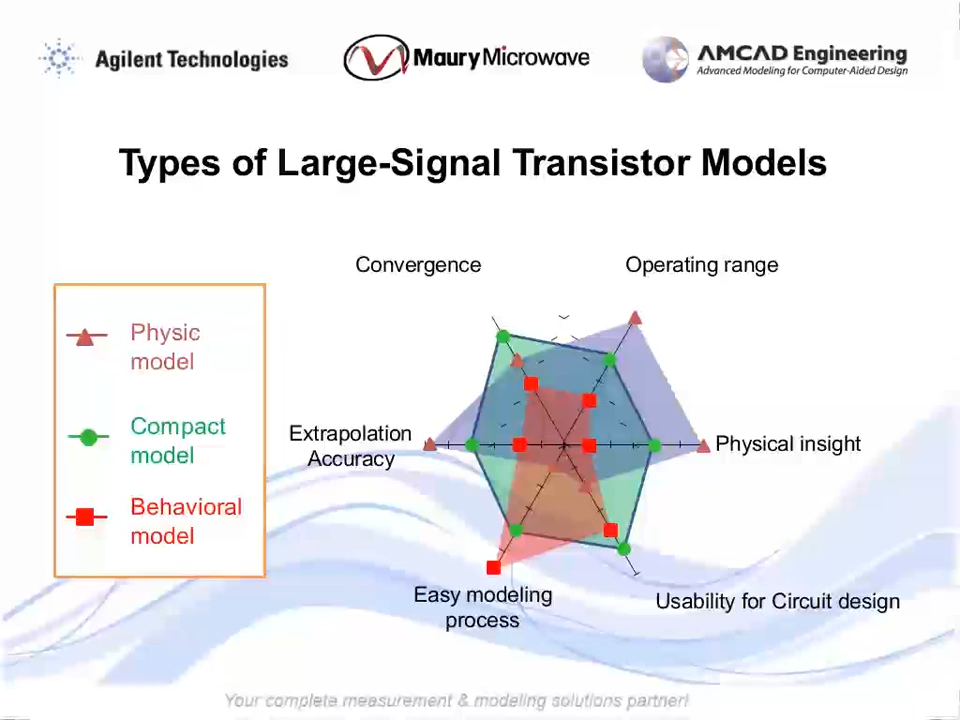 Agilent Technologies
Maury Microwave
AMCAD Engineering
Advanced Modeling for Computer-Aided Design
Types of Large-Signal Transistor Models
Convergence
Operating range
Physic
model
Compact
model
Behavioral
model
Extrapolation
Accuracy
Physical insight
Easy modeling
process
Usability for Circuit design
Your complete measurement & modeling solutions partner!